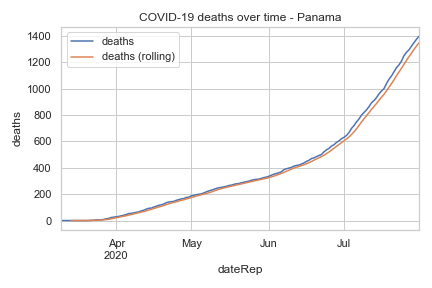 COVID-19 deaths over time - Panama
deaths
deaths (rolling)
1400
1200
1000
800
600
400
200
0
deaths
Apr
2020
May
Jun
Jul
dateRep